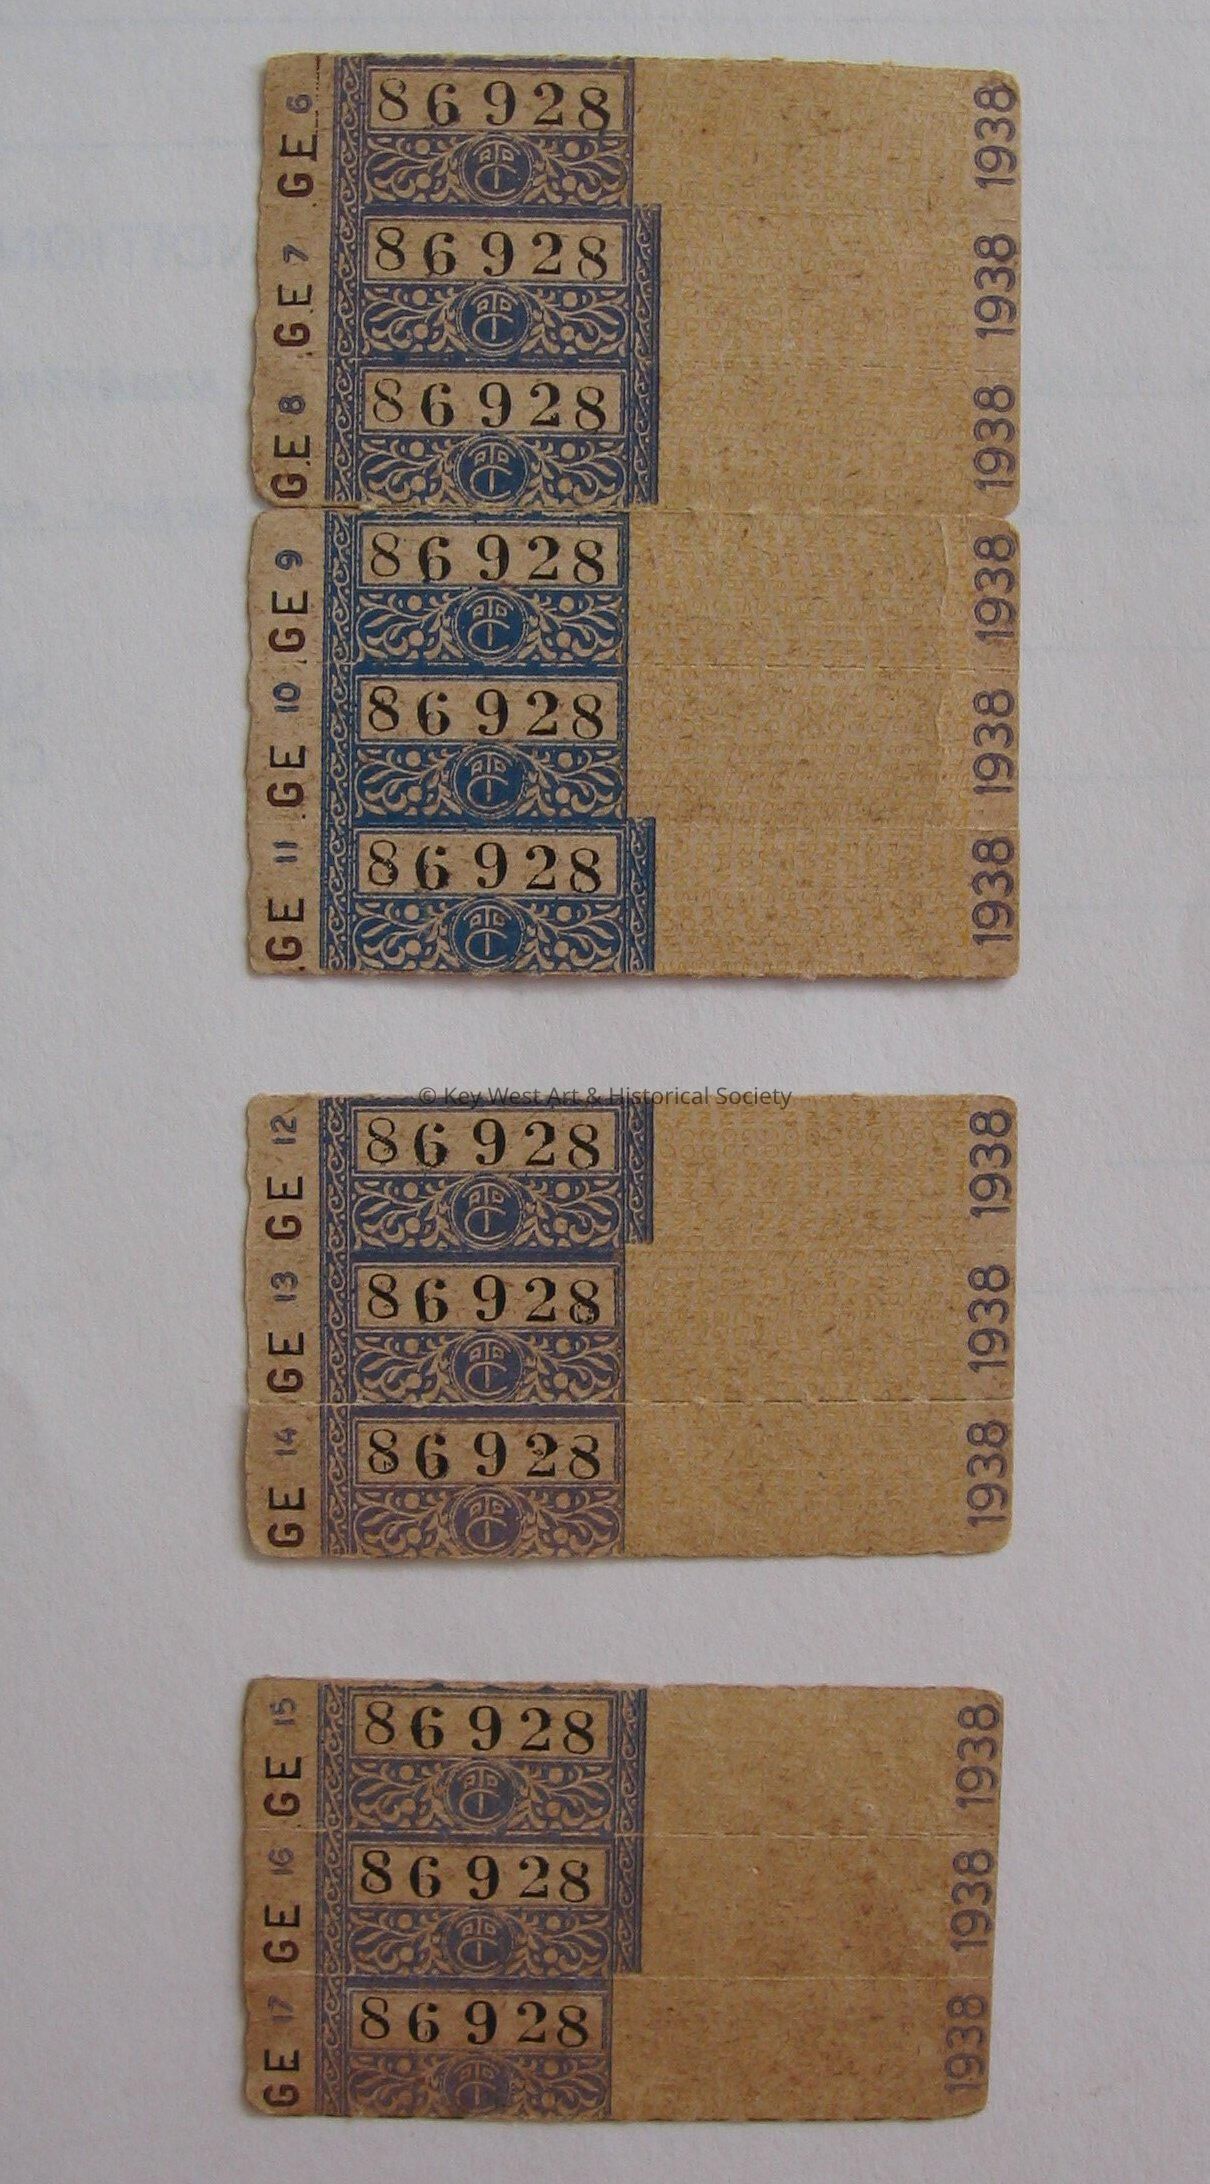 GE 6 86928 1938
GE 7 86928 1938
GE 8 86928 1938
GE 9 86928 1938
GE 10 86928 1938
GE 11 86928 1938
© Key West Art & Historical Society
GE 12 86928 1938
GE 13 86928 1938
GE 14 86928 1938
GE 15 86928 1938
GE 16 86928 1938
GE 17 86928 1938